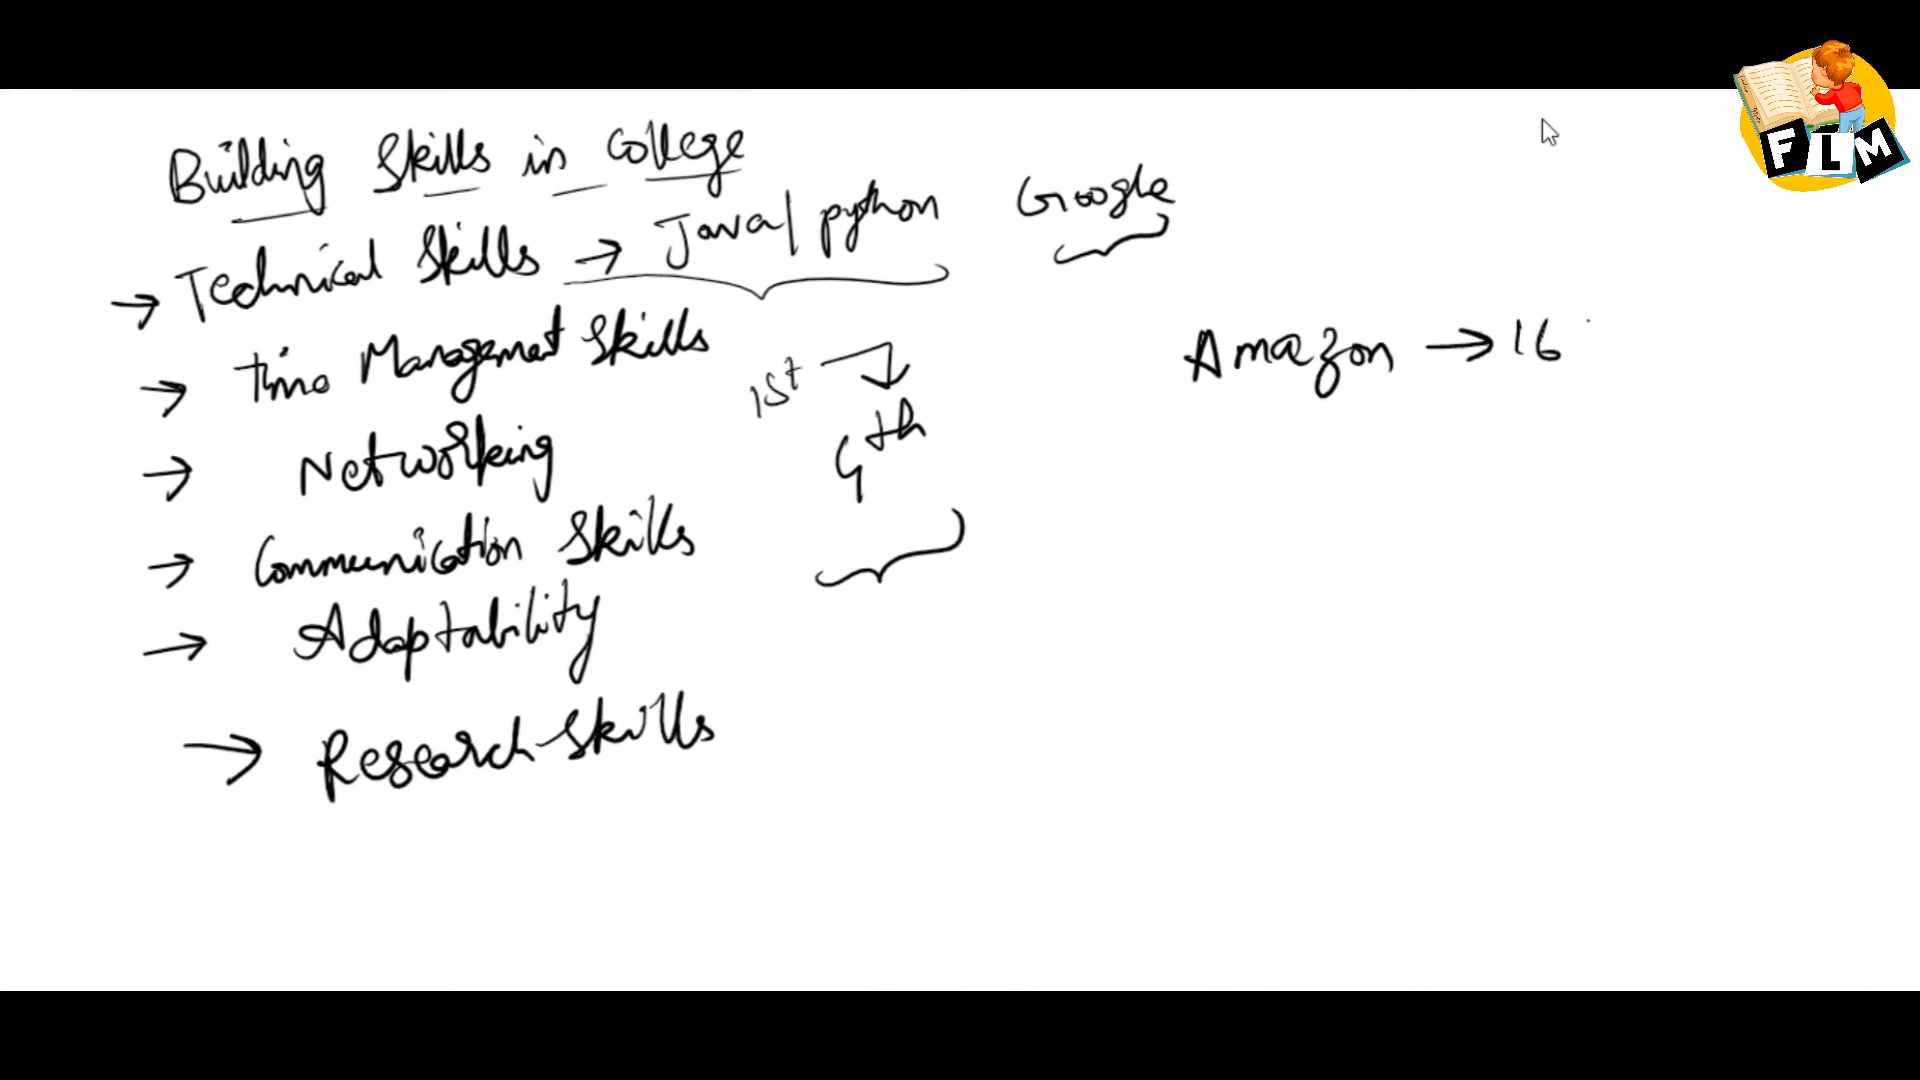 Building Skills in College
→ Technical Skills → Java/python
Google
→ Time Management Skills
1st → 4th
Amazon → 16
→ Networking
→ Communication Skills
→ Adaptability
→ Research Skills
FLM